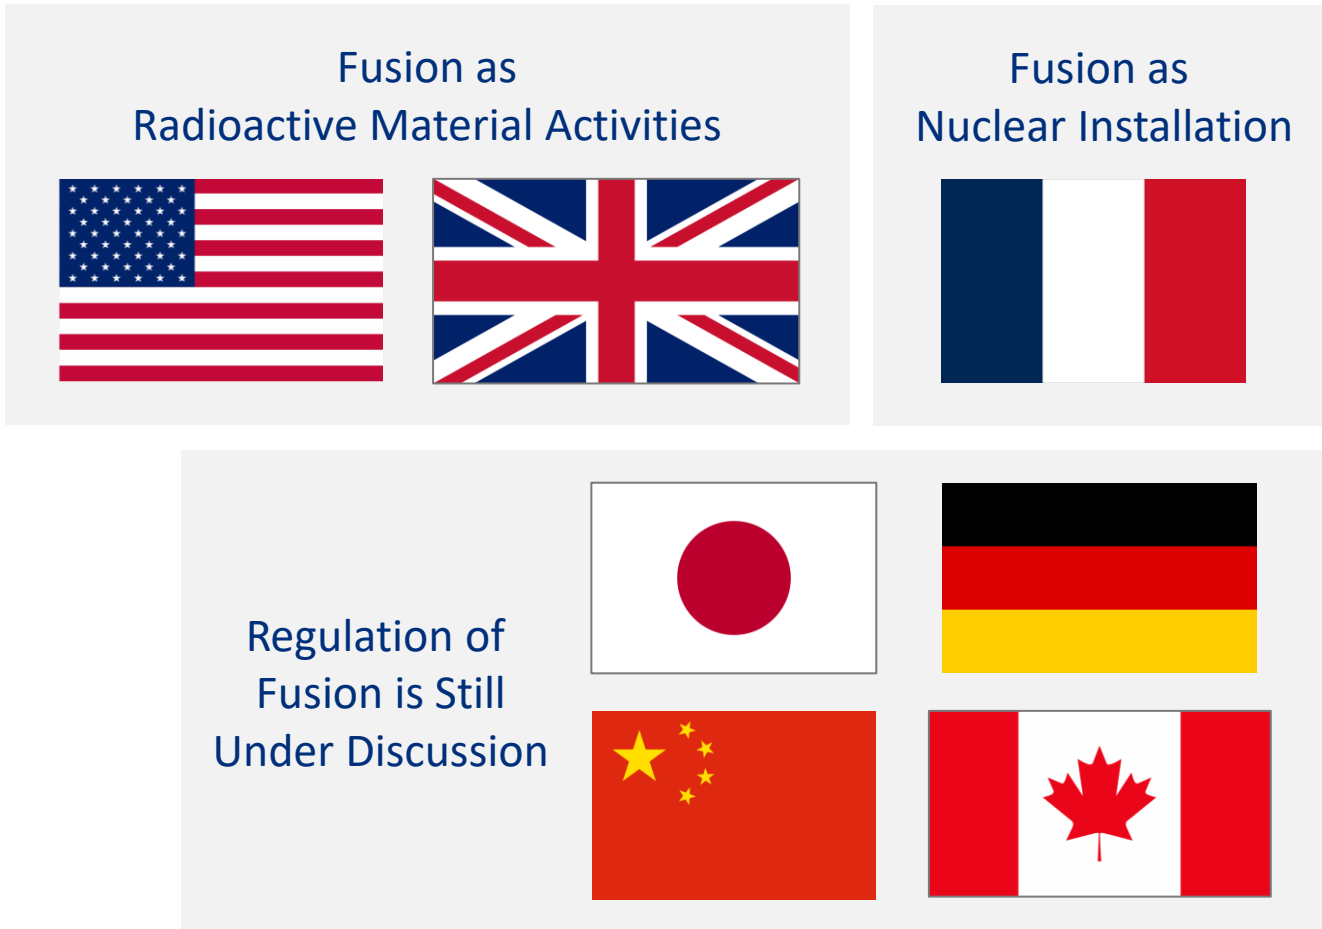 Fusion as
Radioactive Material Activities
Fusion as
Nuclear Installation
Regulation of
Fusion is Still
Under Discussion